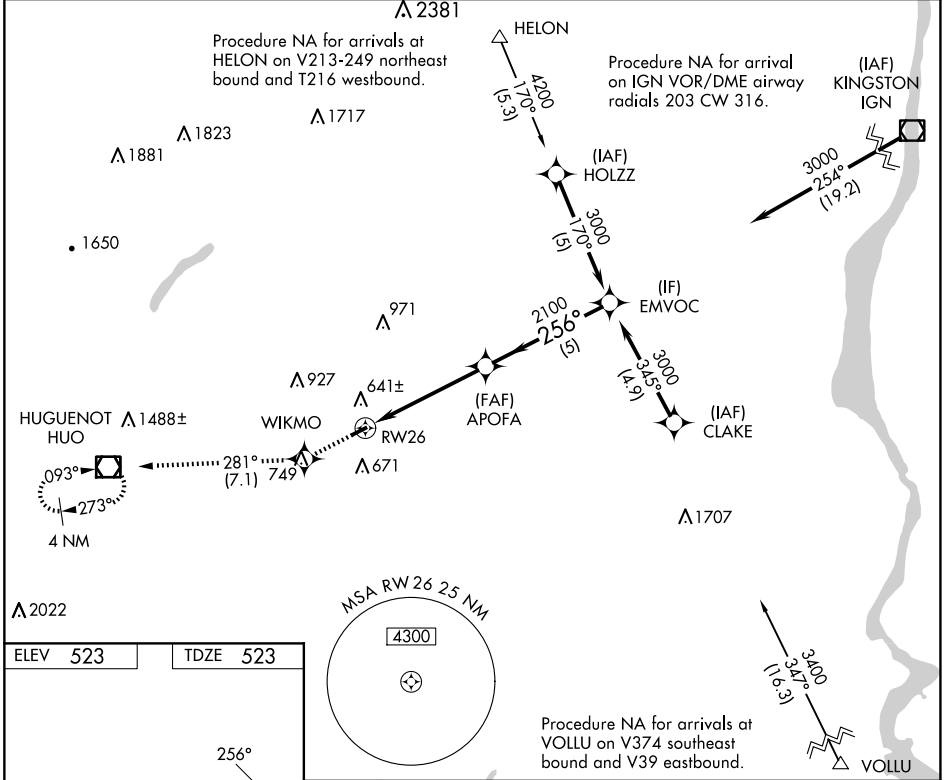 2381
HELON
Procedure NA for arrivals at
HELON on V213-249 northeast
bound and T216 westbound.
Procedure NA for arrival
on IGN VOR/DME airway
radials 203 CW 316.
(IAF)
KINGSTON
IGN
4200
170°
(5.3)
1717
1823
1881
(IAF)
HOLZZ
3000
254°
(19.2)
3000
170°
(5)
1650
(IF)
EMVOC
971
2100
256°
(5)
3000
345°
(4.9)
927
641±
(FAF)
APOFA
(IAF)
CLAKE
HUGUENOT
HUO
1488±
WIKMO
RW26
093°
281°
(7.1)
749
671
273°
4 NM
1707
2022
MSA RW26 25 NM
4300
ELEV 523
TDZE 523
3400
347°
(16.3)
Procedure NA for arrivals at
VOLLU on V374 southeast
bound and V39 eastbound.
256°
VOLLU